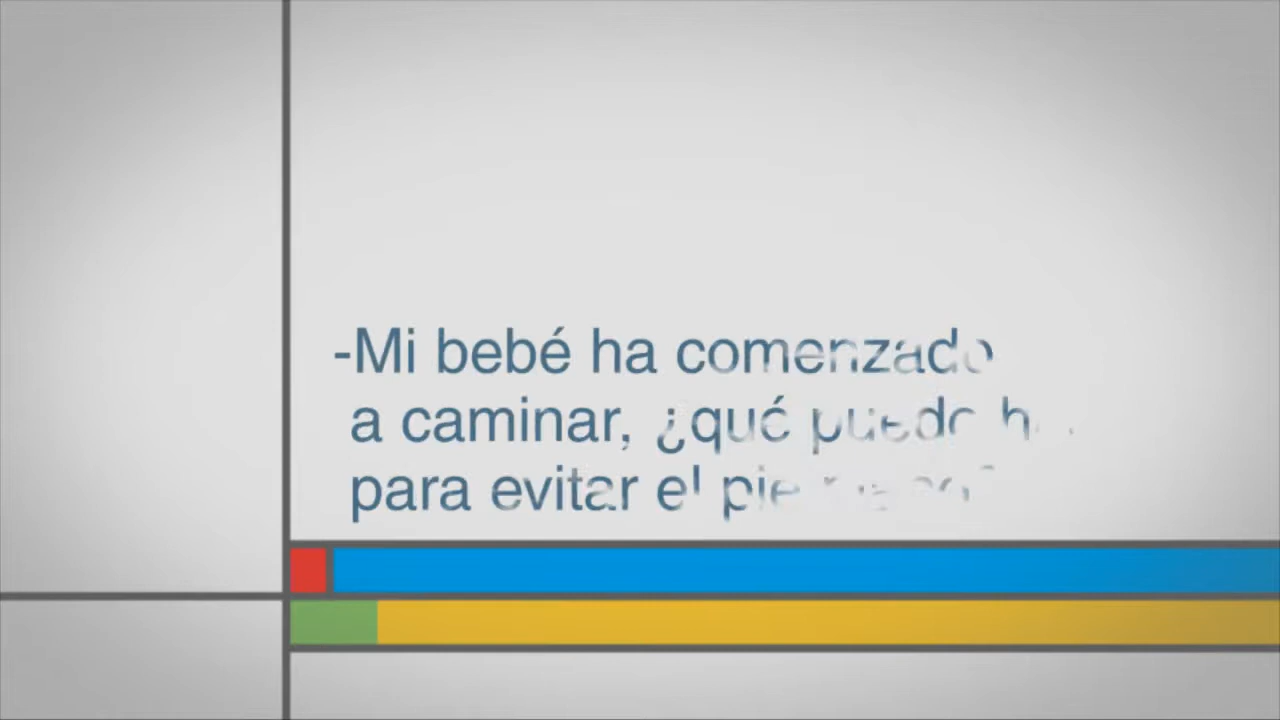 -Mi bebé ha comenzado
a caminar, ¿qué puedo
para evitar el pie